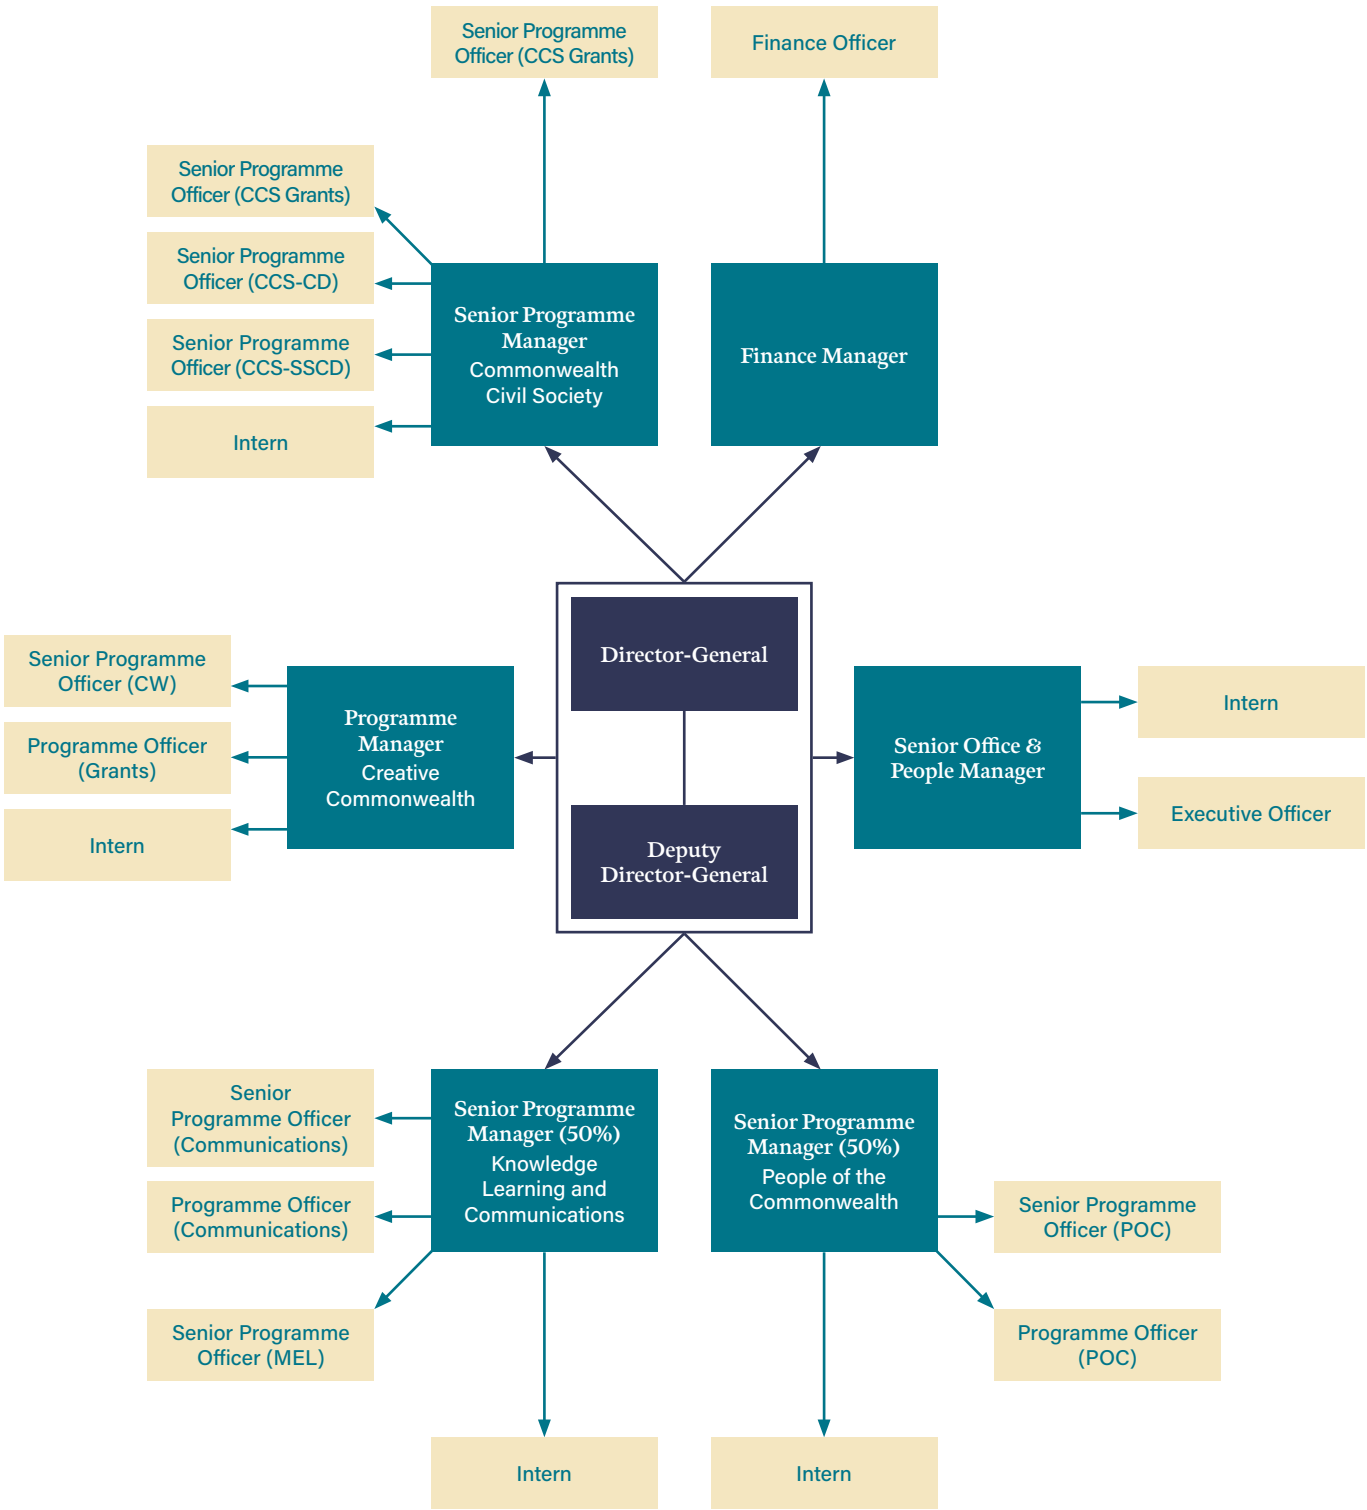 Senior Programme
Officer (CCS Grants)
Finance Officer
Senior Programme
Officer (CCS Grants)
Senior Programme
Officer (CCS-CD)
Senior Programme
Officer (CCS-SSCD)
Intern
Senior Programme
Manager
Commonwealth
Civil Society
Finance Manager
Director-General
Deputy
Director-General
Senior Programme
Officer (CW)
Programme Officer
(Grants)
Intern
Programme
Manager
Creative
Commonwealth
Senior Office &
People Manager
Intern
Executive Officer
Senior
Programme Officer
(Communications)
Programme Officer
(Communications)
Senior Programme
Officer (MEL)
Senior Programme
Manager (50%)
Knowledge
Learning and
Communications
Senior Programme
Manager (50%)
People of the
Commonwealth
Senior Programme
Officer (POC)
Programme Officer
(POC)
Intern
Intern